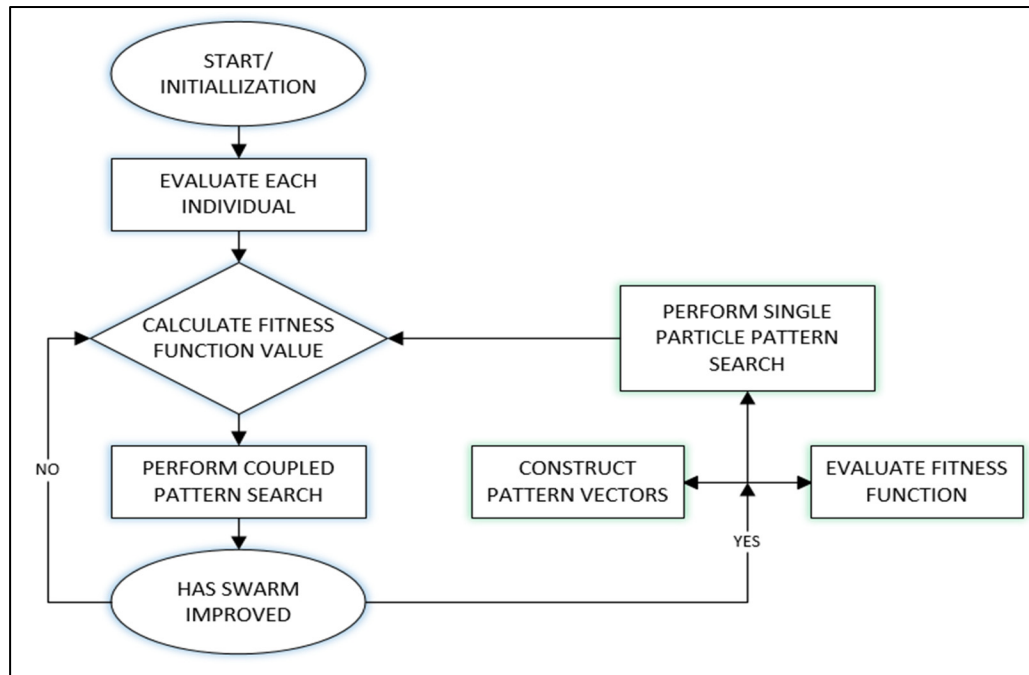 START/
INITIALLIZATION
EVALUATE EACH
INDIVIDUAL
CALCULATE FITNESS
FUNCTION VALUE
PERFORM SINGLE
PARTICLE PATTERN
SEARCH
NO
PERFORM COUPLED
PATTERN SEARCH
CONSTRUCT
PATTERN VECTORS
EVALUATE FITNESS
FUNCTION
YES
HAS SWARM
IMPROVED